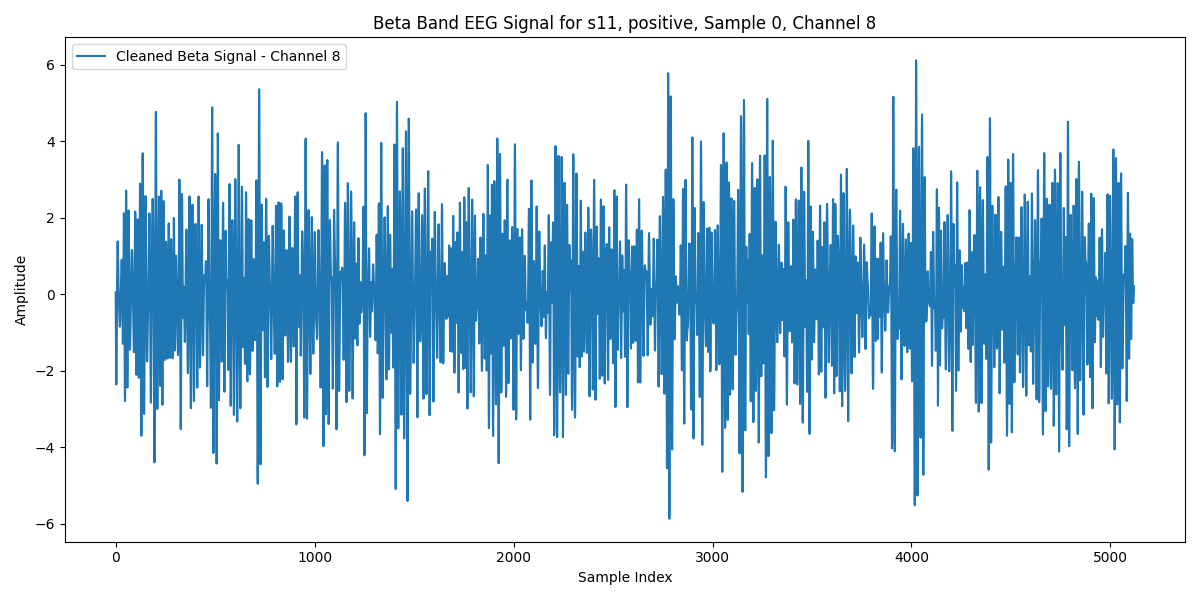 Beta Band EEG Signal for s11, positive, Sample 0, Channel 8
Cleaned Beta Signal - Channel 8
6
4
2
0
−2
−4
−6
Amplitude
0 1000 2000 3000 4000 5000
Sample Index